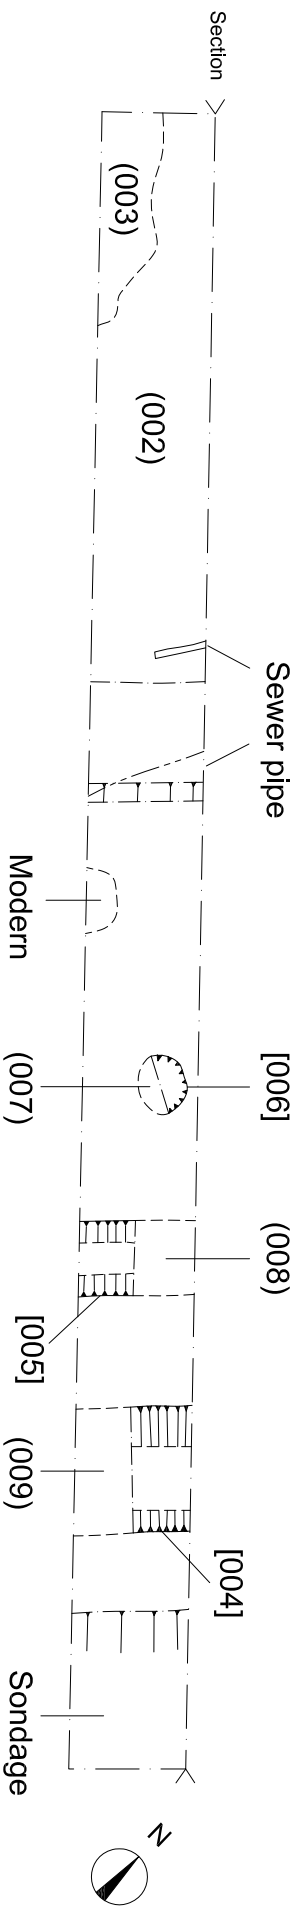 Section
(003)
(002)
Sewer pipe
Modern
[006]
(007)
(008)
[005]
(009)
[004]
Sondage
N